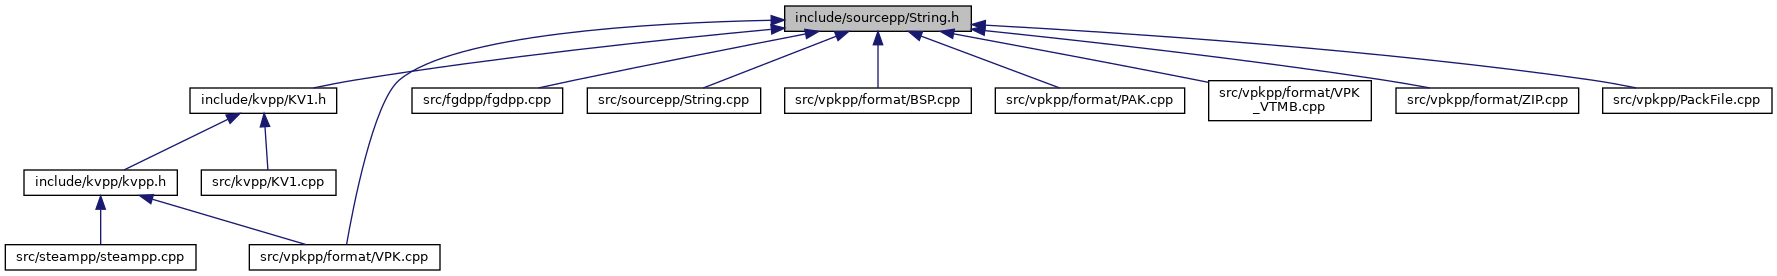 include/sourcepp/String.h
include/kvpp/KV1.h
src/fgdpp/fgdpp.cpp
src/sourcepp/String.cpp
src/vpkpp/format/BSP.cpp
src/vpkpp/format/PAK.cpp
src/vpkpp/format/VPK
_VTMB.cpp
src/vpkpp/format/ZIP.cpp
src/vpkpp/PackFile.cpp
include/kvpp/kvpp.h
src/kvpp/KV1.cpp
src/steampp/steampp.cpp
src/vpkpp/format/VPK.cpp